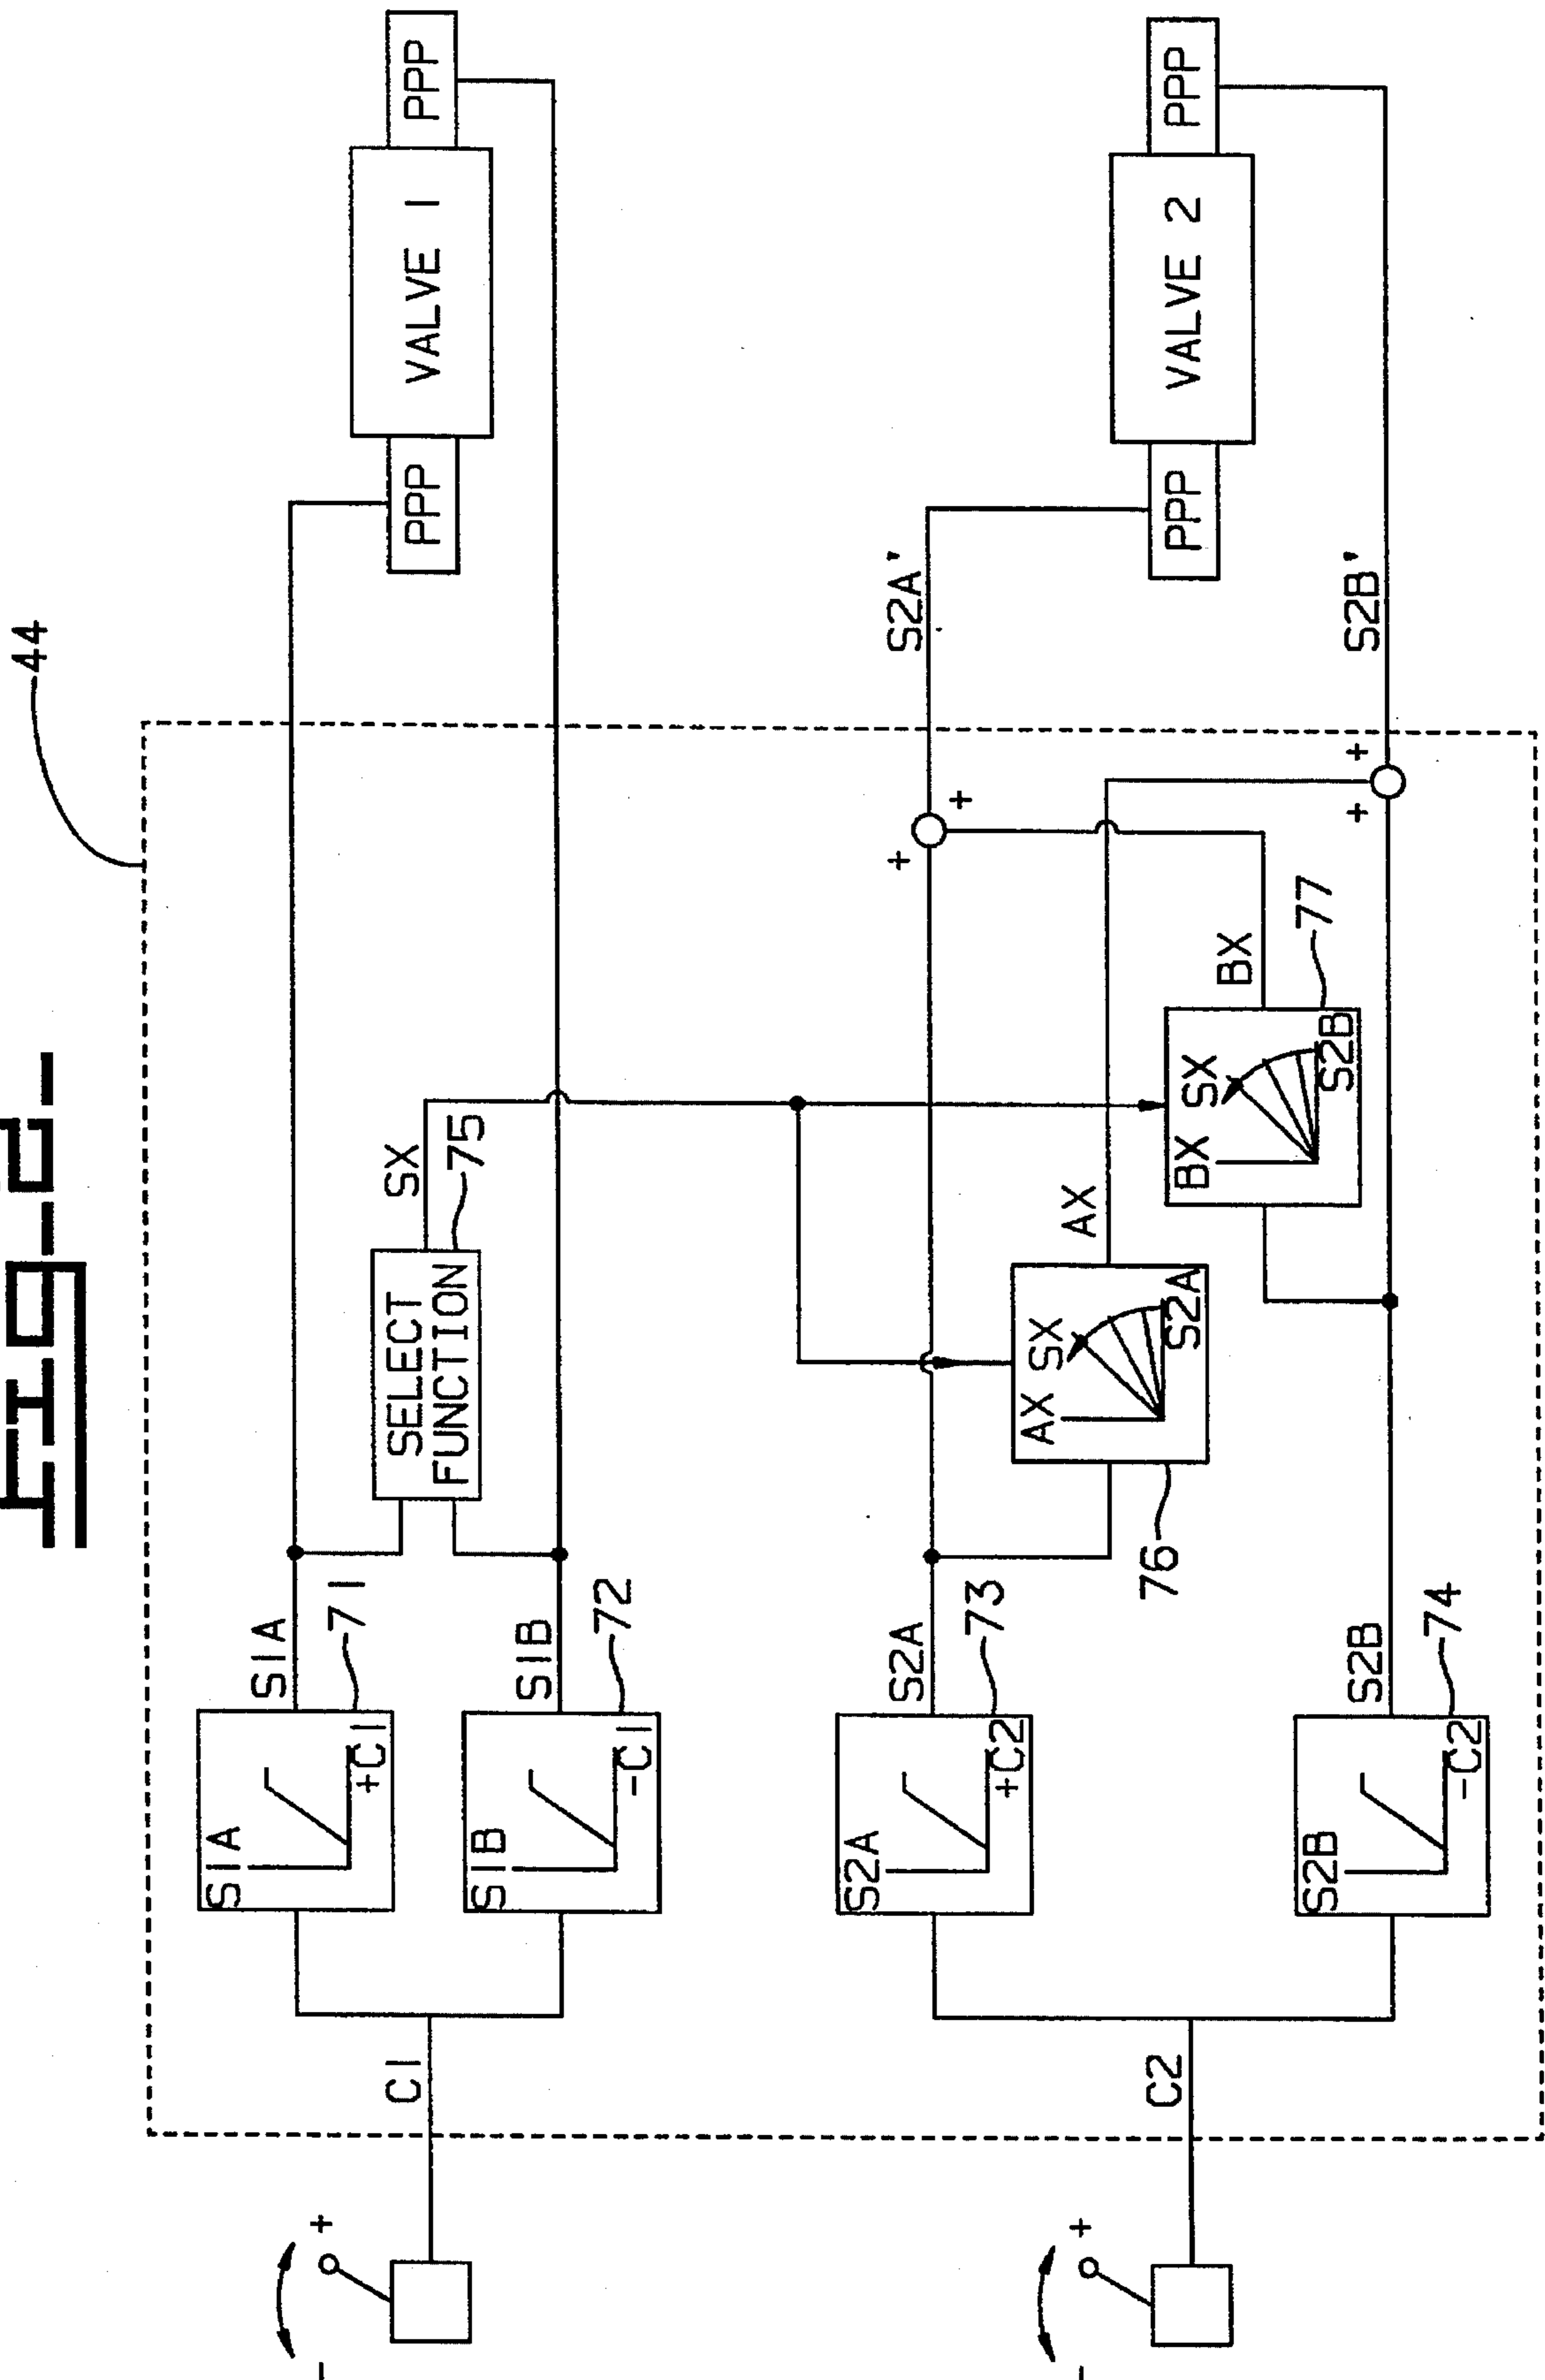 Fig-2-
44
C1
S1A
+C1
71
S1A
S1B
-C1
72
S1B
SELECT
FUNCTION
75
SX
PPP
VALVE 1
PPP
C2
S2A
+C2
73
S2A
S2B
-C2
74
S2B
AX
SX
S2A
76
AX
BX
SX
S2B
77
BX
S2A'
S2B'
PPP
VALVE 2
PPP
+
-
+
-
+
+
+
+